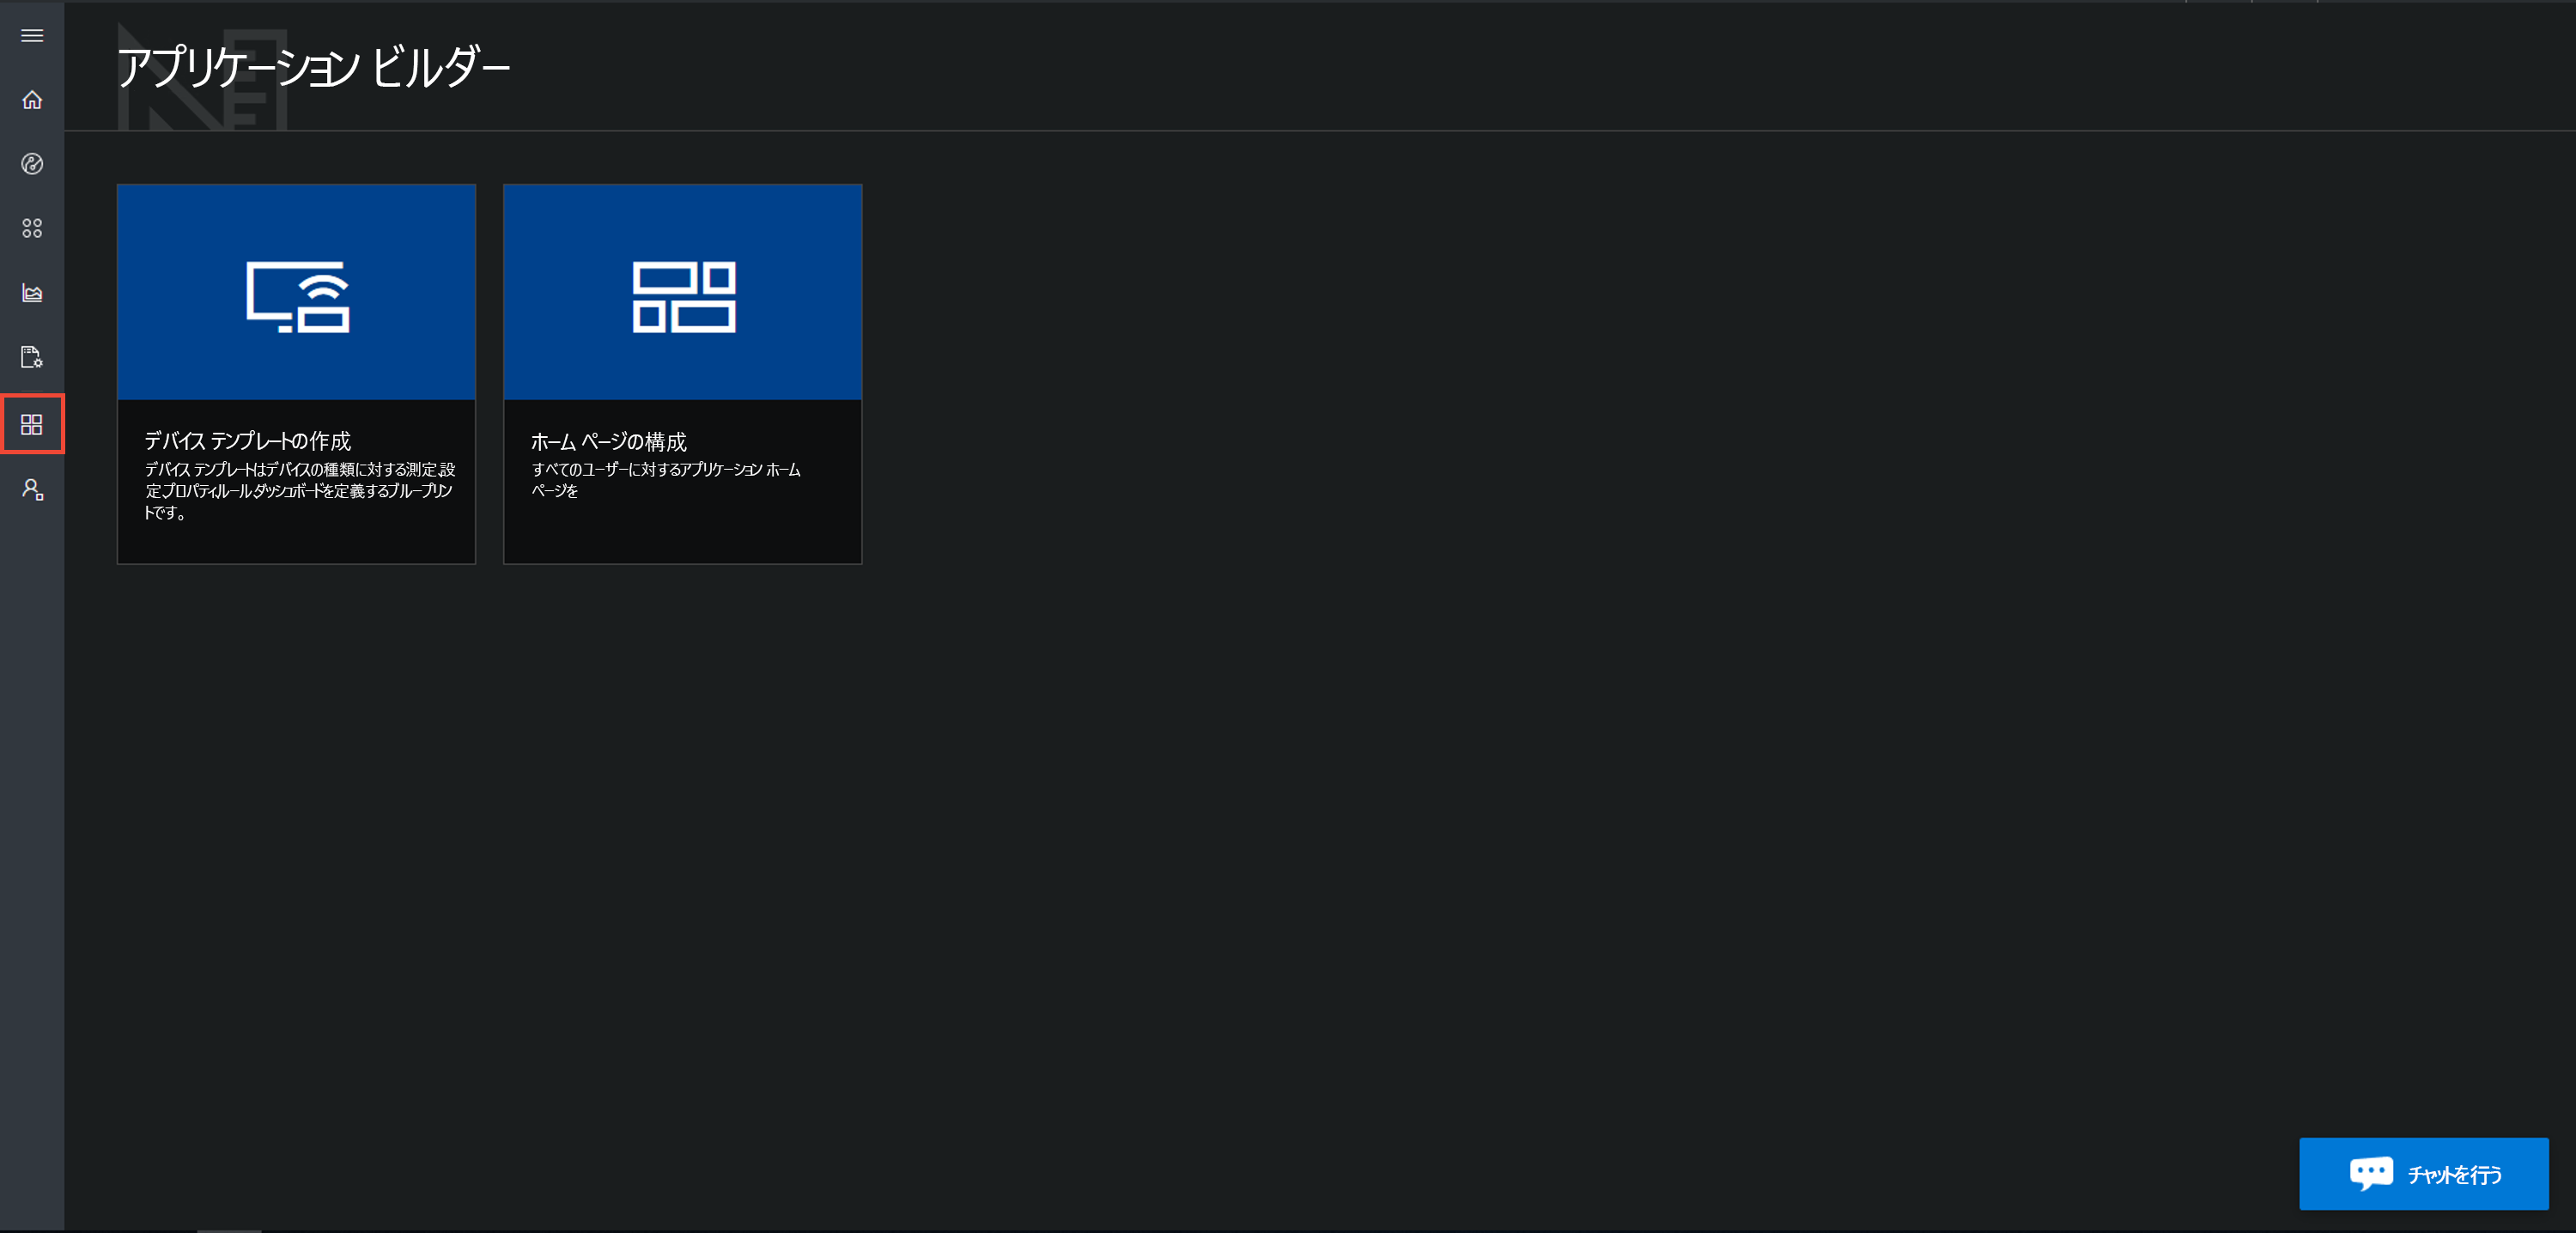 アプリケーション ビルダー
デバイス テンプレートの作成
デバイス テンプレートはデバイスの種類に対する測定、設
定、プロパティ、ルール、ダッシュボードを定義するブループリン
トです。
ホーム ページの構成
すべてのユーザーに対するアプリケーション ホーム
ページを
チャットを行う